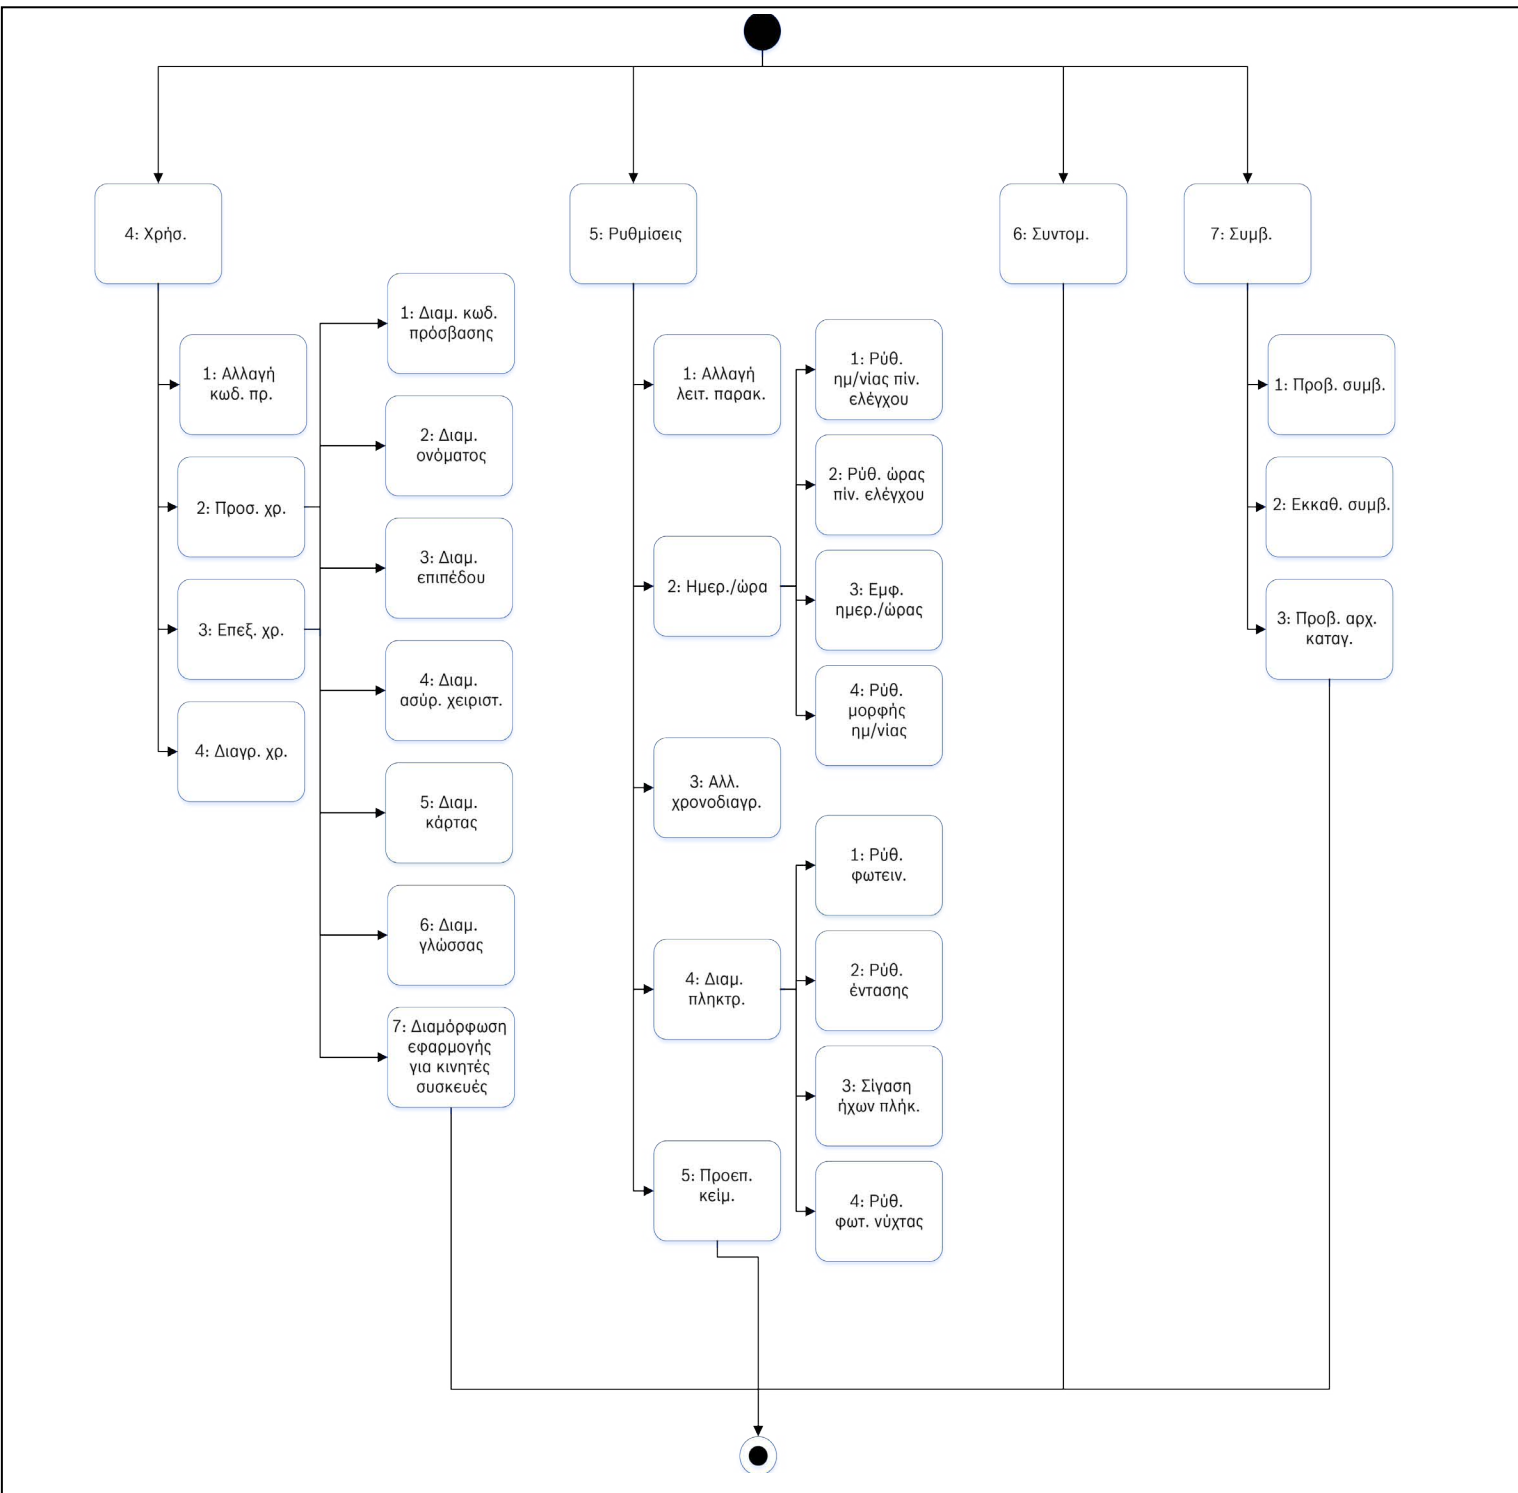 4: Χρήσ.
1: Αλλαγή
κωδ. πρ.
2: Προσ. χρ.
3: Επεξ. χρ.
4: Διαγρ. χρ.
1: Διαμ. κωδ.
πρόσβασης
2: Διαμ.
ονόματος
3: Διαμ.
επιπέδου
4: Διαμ.
ασύρ. χειριστ.
5: Διαμ.
κάρτας
6: Διαμ.
γλώσσας
7: Διαμόρφωση
εφαρμογής
για κινητές
συσκευές
5: Ρυθμίσεις
1: Αλλαγή
λειτ. παρακ.
2: Ημερ./ώρα
3: Αλλ.
χρονοδιαγρ.
4: Διαμ.
πληκτρ.
5: Προεπ.
κείμ.
1: Ρύθ.
ημ/νίας πίν.
ελέγχου
2: Ρύθ. ώρας
πίν. ελέγχου
3: Εμφ.
ημερ./ώρας
4: Ρύθ.
μορφής
ημ/νίας
1: Ρύθ.
φωτειν.
2: Ρύθ.
έντασης
3: Σίγαση
ήχων πλήκ.
4: Ρύθ.
φωτ. νύχτας
6: Συντομ.
7: Συμβ.
1: Προβ. συμβ.
2: Εκκαθ. συμβ.
3: Προβ. αρχ.
καταγ.